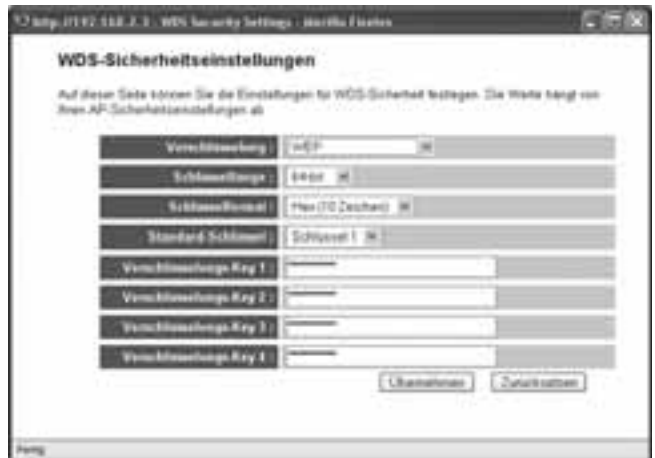 http://192.168.2.1 - WDS Security Settings - Mozilla Firefox
WDS-Sicherheitseinstellungen
Auf dieser Seite können Sie die Einstellungen für WDS-Sicherheit festlegen. Die Werte hängt von
Ihren AP-Sicherheitseinstellungen ab
Verschlüsselung : WEP
Schlüssellänge : 64-bit
Schlüsselformat : Hex (10 Zeichen)
Standard-Schlüssel : Schlüssel 1
Verschlüsselungs-Key 1 : **********
Verschlüsselungs-Key 2 : **********
Verschlüsselungs-Key 3 : **********
Verschlüsselungs-Key 4 : **********
Übernehmen Zurücksetzen
Fertig